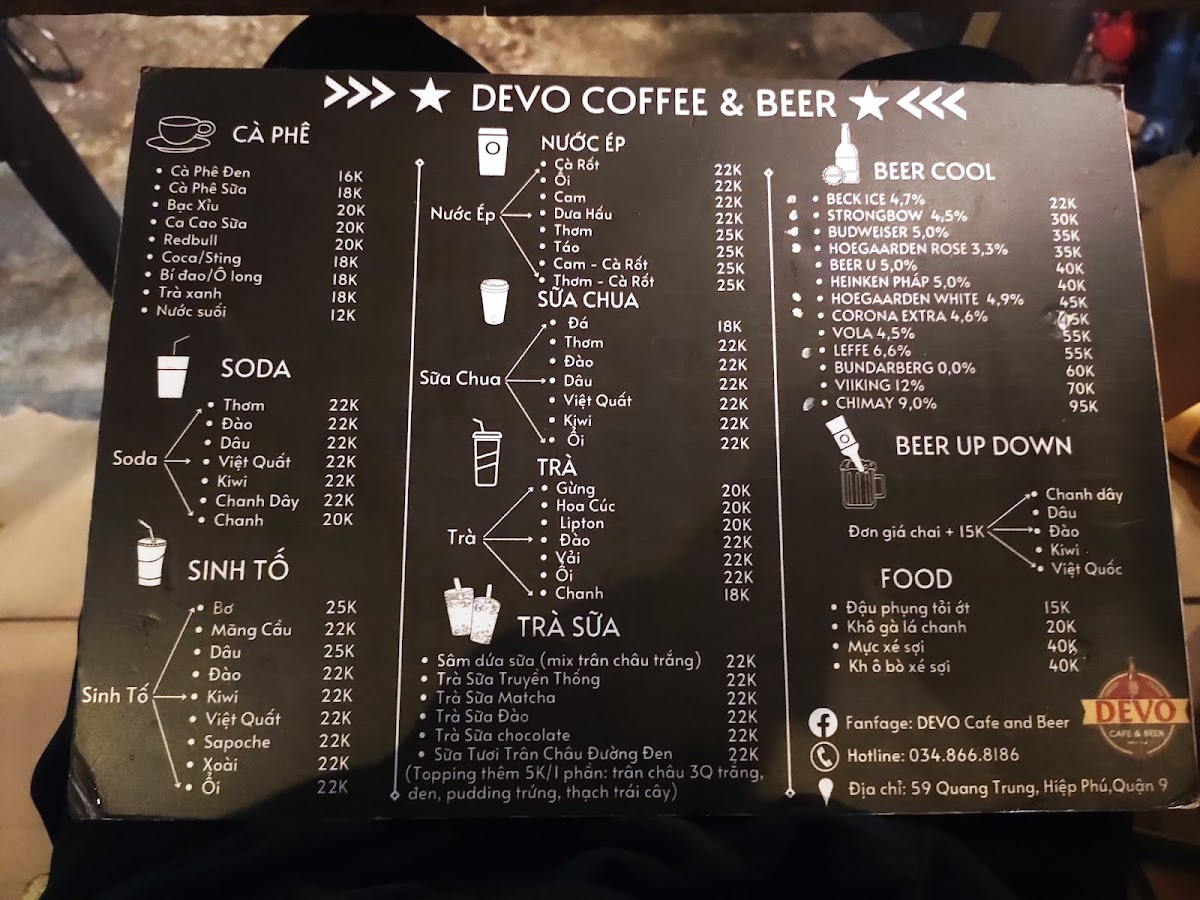 >>> ★ DEVO COFFEE & BEER ★ <<<
CÀ PHÊ
• Cà Phê Đen 16K
• Cà Phê Sữa 18K
• Bạc Xỉu 20K
• Ca Cao Sữa 20K
• Redbull 20K
• Coca/Sting 18K
• Bí đao/Ô long 18K
• Trà xanh 18K
• Nước suối 12K
SODA
Soda
• Thơm 22K
• Đào 22K
• Dâu 22K
• Việt Quất 22K
• Kiwi 22K
• Chanh Dây 22K
• Chanh 20K
SINH TỐ
Sinh Tố
• Bơ 25K
• Mãng Cầu 22K
• Dâu 25K
• Đào 22K
• Kiwi 22K
• Việt Quất 22K
• Sapoche 22K
• Xoài 22K
• Ổi 22K
NƯỚC ÉP
Nước Ép
• Cà Rốt 22K
• Ổi 22K
• Cam 22K
• Dưa Hấu 22K
• Thơm 25K
• Táo 25K
• Cam - Cà Rốt 25K
• Thơm - Cà Rốt 25K
SỮA CHUA
Sữa Chua
• Đá 18K
• Thơm 22K
• Đào 22K
• Dâu 22K
• Việt Quất 22K
• Kiwi 22K
• Ổi 22K
TRÀ
Trà
• Gừng 20K
• Hoa Cúc 20K
• Lipton 20K
• Đào 22K
• Vải 22K
• Ổi 22K
• Chanh 18K
TRÀ SỮA
• Sâm dứa sữa (mix trân châu trắng) 22K
• Trà Sữa Truyền Thống 22K
• Trà Sữa Matcha 22K
• Trà Sữa Đào 22K
• Trà Sữa chocolate 22K
• Sữa Tươi Trân Châu Đường Đen 22K
(Topping thêm 5K/1 phần: trân châu 3Q trắng,
đen, pudding trứng, thạch trái cây)
BEER COOL
• BECK ICE 4,7% 22K
• STRONGBOW 4,5% 30K
• BUDWEISER 5,0% 35K
• HOEGAARDEN ROSE 3,3% 35K
• BEER U 5,0% 40K
• HEINKEN PHÁP 5,0% 40K
• HOEGAARDEN WHITE 4,9% 45K
• CORONA EXTRA 4,6%
• VOLA 4,5% 55K
• LEFFE 6,6% 55K
• BUNDARBERG 0,0% 60K
• VIIKING 12% 70K
• CHIMAY 9,0% 95K
BEER UP DOWN
Đơn giá chai + 15K
• Chanh dây
• Dâu
• Đào
• Kiwi
• Việt Quốc
FOOD
• Đậu phụng tỏi ớt 15K
• Khô gà lá chanh 20K
• Mực xé sợi 40K
• Kh ô bò xé sợi 40K
Fanfage: DEVO Cafe and Beer
Hotline: 034.866.8186
Địa chỉ: 59 Quang Trung, Hiệp Phú,Quận 9
DEVO
CAFE & BEER